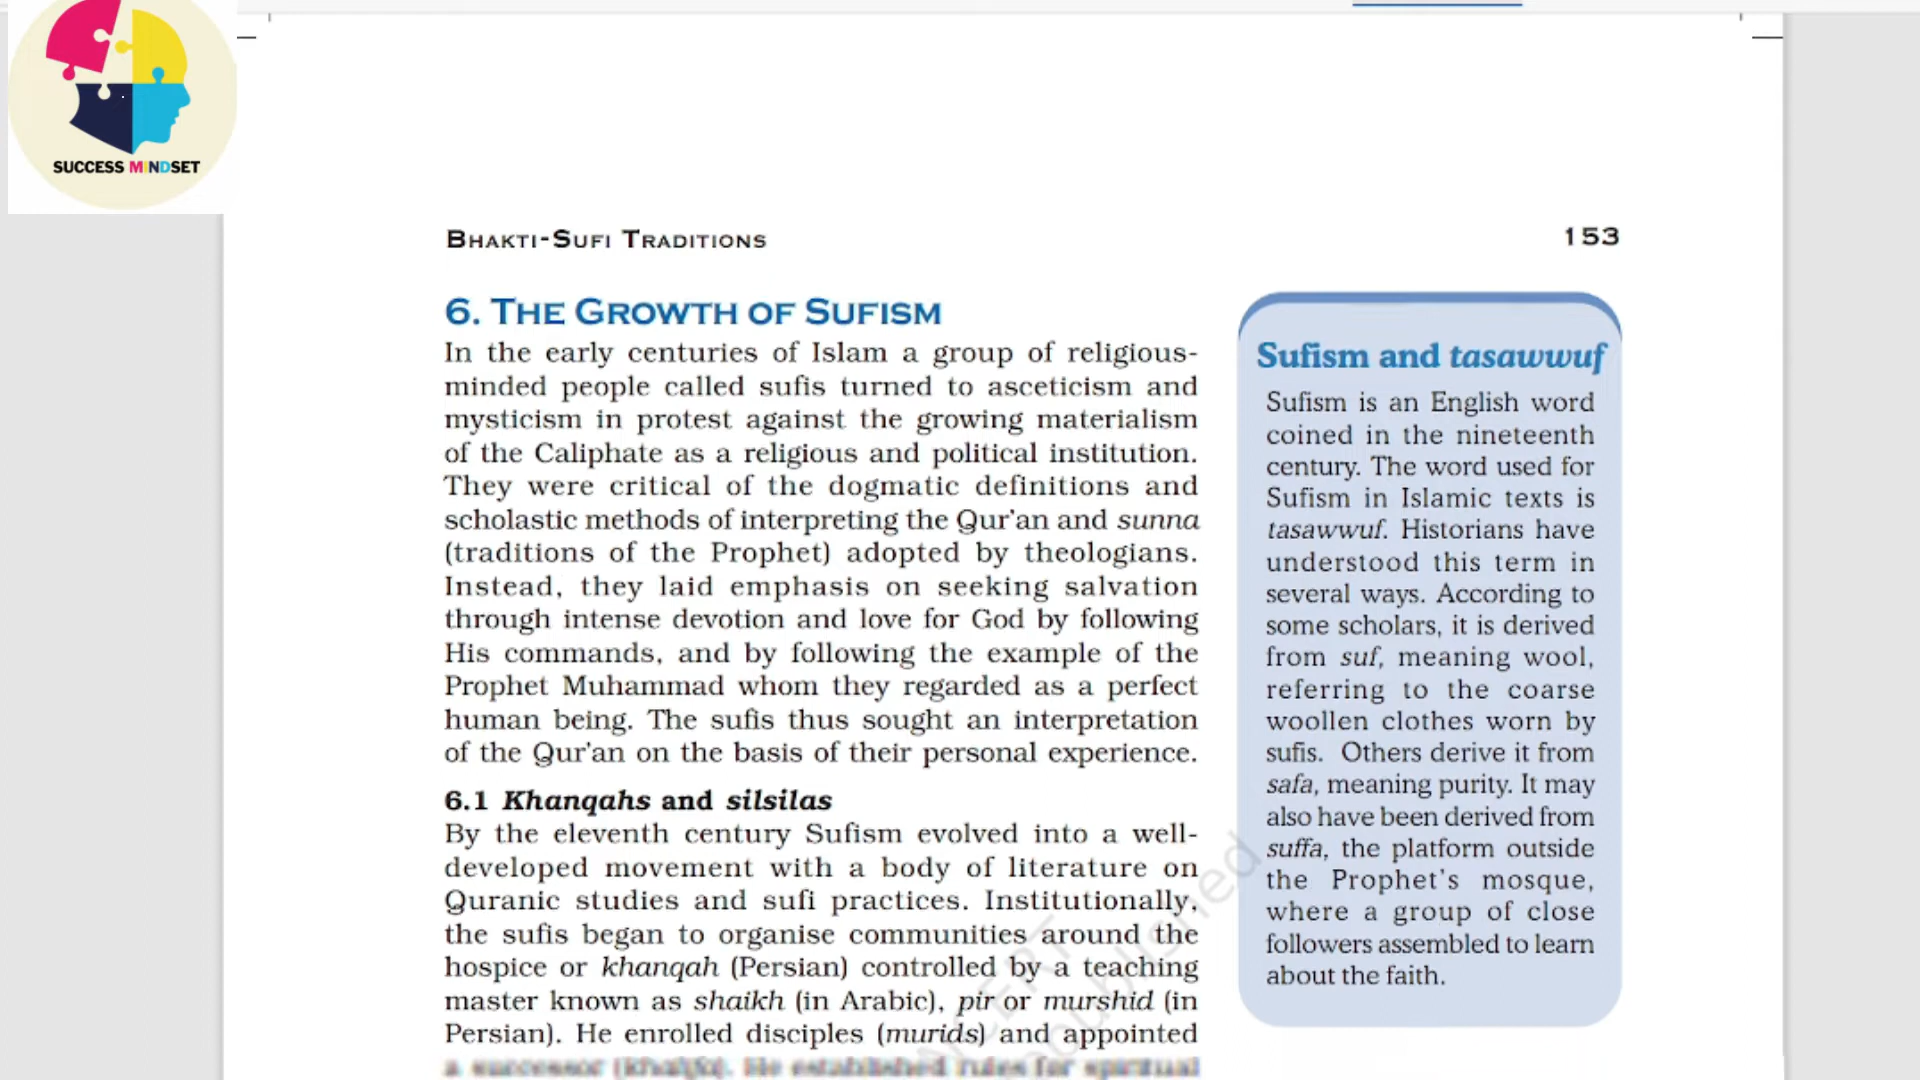 SUCCESS MINDSET
BHAKTI-SUFI TRADITIONS
153
6. THE GROWTH OF SUFISM
In the early centuries of Islam a group of religious-
minded people called sufis turned to asceticism and
mysticism in protest against the growing materialism
of the Caliphate as a religious and political institution.
They were critical of the dogmatic definitions and
scholastic methods of interpreting the Qur'an and sunna
(traditions of the Prophet) adopted by theologians.
Instead, they laid emphasis on seeking salvation
through intense devotion and love for God by following
His commands, and by following the example of the
Prophet Muhammad whom they regarded as a perfect
human being. The sufis thus sought an interpretation
of the Qur'an on the basis of their personal experience.
6.1 Khanqahs and silsilas
By the eleventh century Sufism evolved into a well-
developed movement with a body of literature on
Quranic studies and sufi practices. Institutionally,
the sufis began to organise communities around the
hospice or khanqah (Persian) controlled by a teaching
master known as shaikh (in Arabic), pir or murshid (in
Persian). He enrolled disciples (murids) and appointed
a successor (khalifa). He established rules for spiritual
Sufism and tasawwuf
Sufism is an English word
coined in the nineteenth
century. The word used for
Sufism in Islamic texts is
tasawwuf. Historians have
understood this term in
several ways. According to
some scholars, it is derived
from suf, meaning wool,
referring to the coarse
woollen clothes worn by
sufis. Others derive it from
safa, meaning purity. It may
also have been derived from
suffa, the platform outside
the Prophet's mosque,
where a group of close
followers assembled to learn
about the faith.
NCERT